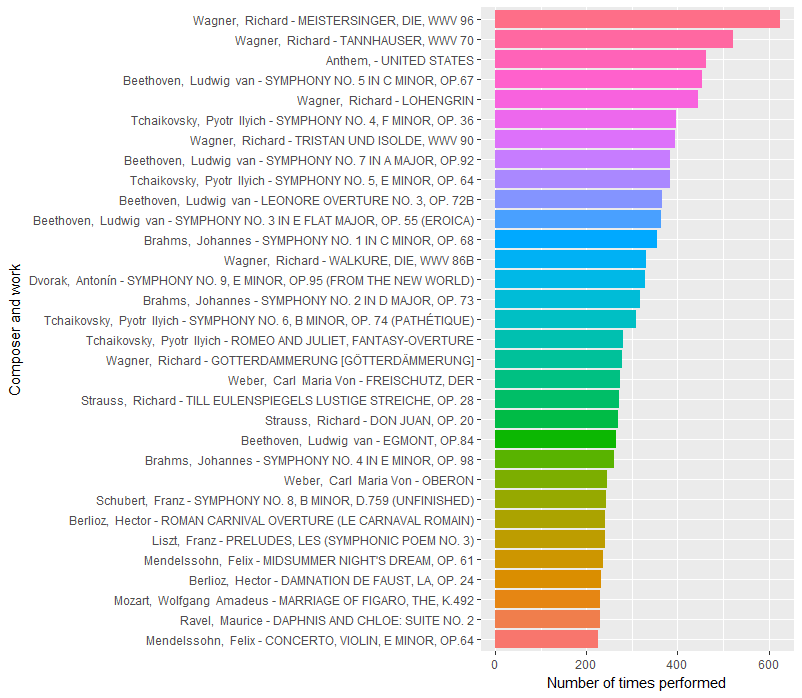 Wagner, Richard - MEISTERSINGER, DIE, WWV 96
Wagner, Richard - TANNHAUSER, WWV 70
Anthem, - UNITED STATES
Beethoven, Ludwig van - SYMPHONY NO. 5 IN C MINOR, OP.67
Wagner, Richard - LOHENGRIN
Tchaikovsky, Pyotr Ilyich - SYMPHONY NO. 4, F MINOR, OP. 36
Wagner, Richard - TRISTAN UND ISOLDE, WWV 90
Beethoven, Ludwig van - SYMPHONY NO. 7 IN A MAJOR, OP.92
Tchaikovsky, Pyotr Ilyich - SYMPHONY NO. 5, E MINOR, OP. 64
Beethoven, Ludwig van - LEONORE OVERTURE NO. 3, OP. 72B
Beethoven, Ludwig van - SYMPHONY NO. 3 IN E FLAT MAJOR, OP. 55 (EROICA)
Brahms, Johannes - SYMPHONY NO. 1 IN C MINOR, OP. 68
Wagner, Richard - WALKURE, DIE, WWV 86B
Dvorak, Antonín - SYMPHONY NO. 9, E MINOR, OP.95 (FROM THE NEW WORLD)
Brahms, Johannes - SYMPHONY NO. 2 IN D MAJOR, OP. 73
Tchaikovsky, Pyotr Ilyich - SYMPHONY NO. 6, B MINOR, OP. 74 (PATHÉTIQUE)
Tchaikovsky, Pyotr Ilyich - ROMEO AND JULIET, FANTASY-OVERTURE
Wagner, Richard - GOTTERDAMMERUNG [GÖTTERDÄMMERUNG]
Weber, Carl Maria Von - FREISCHUTZ, DER
Strauss, Richard - TILL EULENSPIEGELS LUSTIGE STREICHE, OP. 28
Strauss, Richard - DON JUAN, OP. 20
Beethoven, Ludwig van - EGMONT, OP.84
Brahms, Johannes - SYMPHONY NO. 4 IN E MINOR, OP. 98
Weber, Carl Maria Von - OBERON
Schubert, Franz - SYMPHONY NO. 8, B MINOR, D.759 (UNFINISHED)
Berlioz, Hector - ROMAN CARNIVAL OVERTURE (LE CARNAVAL ROMAIN)
Liszt, Franz - PRELUDES, LES (SYMPHONIC POEM NO. 3)
Mendelssohn, Felix - MIDSUMMER NIGHT'S DREAM, OP. 61
Berlioz, Hector - DAMNATION DE FAUST, LA, OP. 24
Mozart, Wolfgang Amadeus - MARRIAGE OF FIGARO, THE, K.492
Ravel, Maurice - DAPHNIS AND CHLOE: SUITE NO. 2
Mendelssohn, Felix - CONCERTO, VIOLIN, E MINOR, OP.64
Composer and work
0 200 400 600
Number of times performed